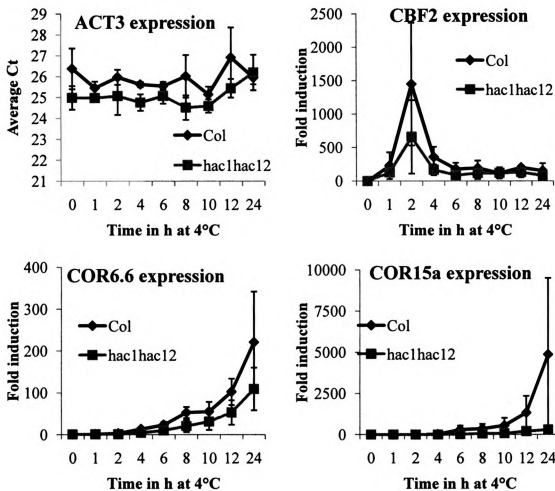 ACT3 expression
Average Ct
29
28
27
26
25
24
23
22
21
Col
hac1hac12
0 1 2 4 6 8 10 12 24
Time in h at 4°C
CBF2 expression
Fold induction
2500
2000
1500
1000
500
0
Col
hac1hac12
0 1 2 4 6 8 10 12 24
Time in h at 4°C
COR6.6 expression
Fold induction
400
300
200
100
0
Col
hac1hac12
0 1 2 4 6 8 10 12 24
Time in h at 4°C
COR15a expression
Fold induction
10000
7500
5000
2500
0
Col
hac1hac12
0 1 2 4 6 8 10 12 24
Time in h at 4°C